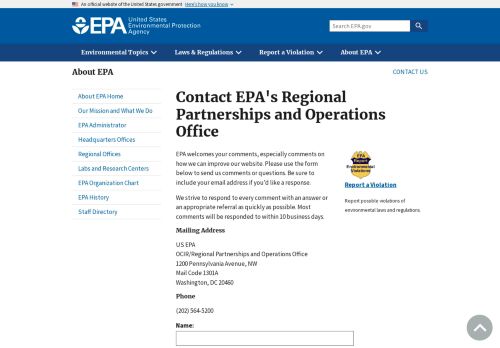 An official website of the United States government Here's how you know
EPA United States
Environmental Protection
Agency
Search EPA.gov
Environmental Topics Laws & Regulations Report a Violation About EPA
About EPA
CONTACT US
About EPA Home
Our Mission and What We Do
EPA Administrator
Headquarters Offices
Regional Offices
Labs and Research Centers
EPA Organization Chart
EPA History
Staff Directory
Contact EPA's Regional
Partnerships and Operations
Office
EPA welcomes your comments, especially comments on
how we can improve our website. Please use the form
below to send us comments or questions. Be sure to
include your email address if you'd like a response.
We strive to respond to every comment with an answer or
an appropriate referral as quickly as possible. Most
comments will be responded to within 10 business days.
Mailing Address
US EPA
OCIR/Regional Partnerships and Operations Office
1200 Pennsylvania Avenue, NW
Mail Code 1301A
Washington, DC 20460
Phone
(202) 564-5200
Name:
EPA
Report
Environmental
Violations
Report a Violation
Report possible violations of
environmental laws and regulations.